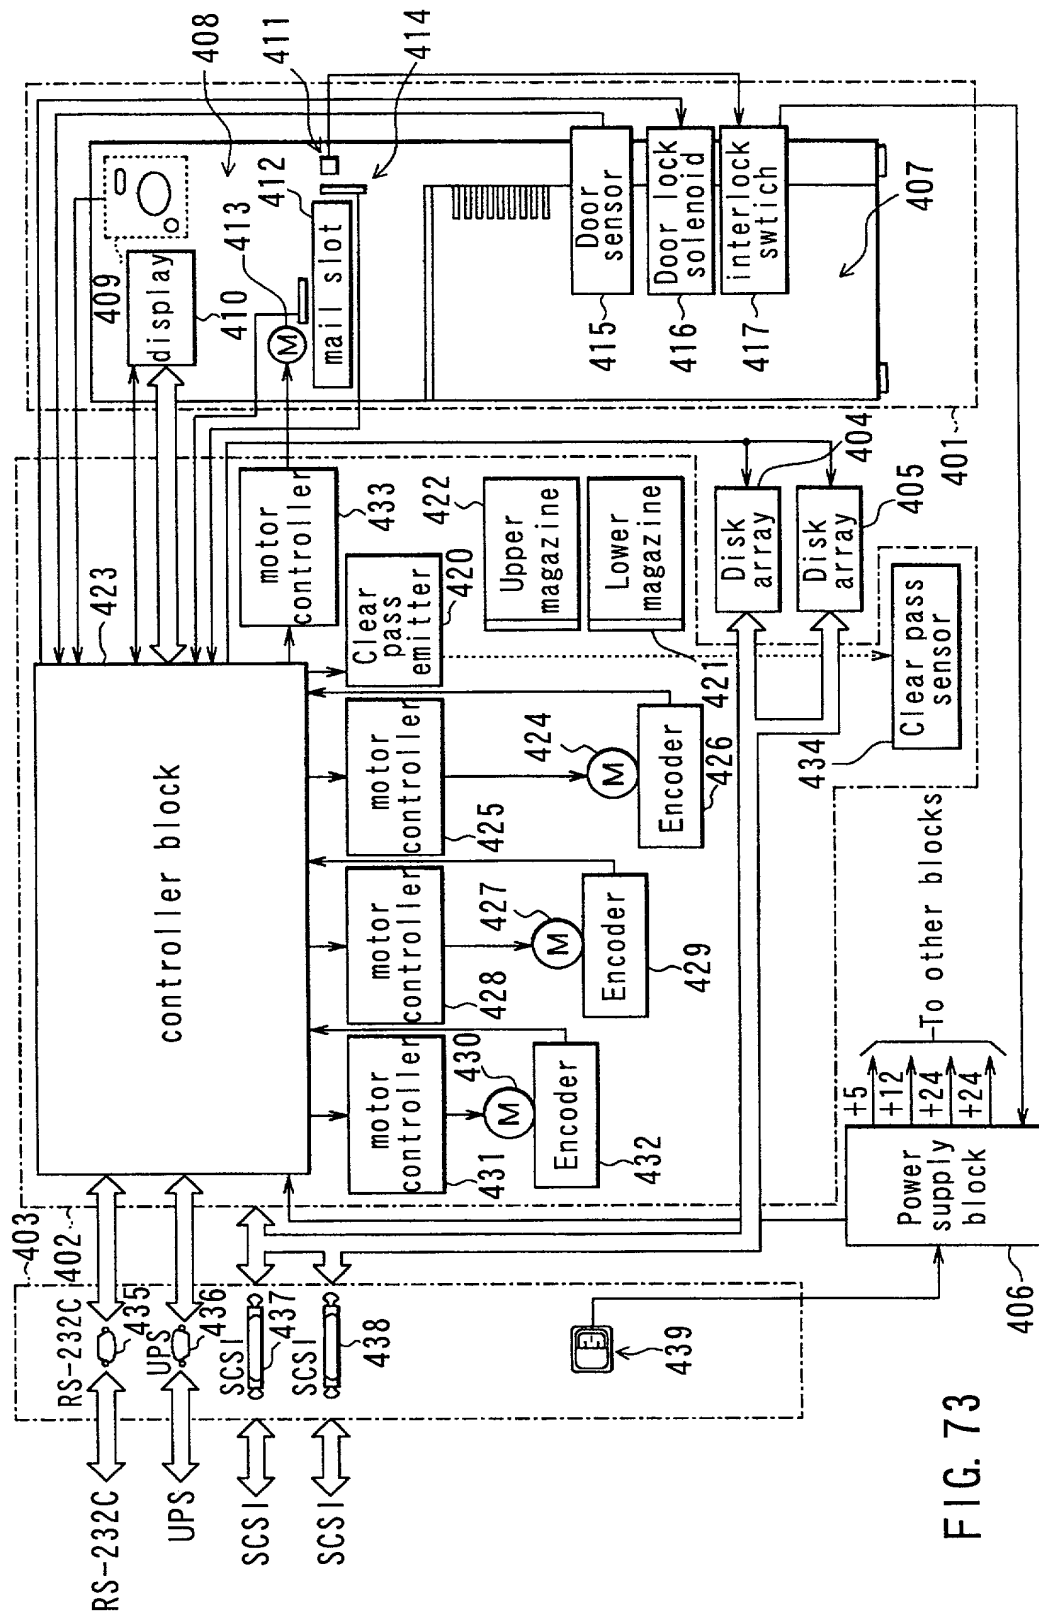 RS-232C
UPS
SCSI
SCSI
403
402
RS-232C
435
UPS
436
SCSI
437
SCSI
438
439
controller block
423
motor
controller
431
430
M
Encoder
432
motor
controller
428
427
M
Encoder
429
motor
controller
425
424
M
Encoder
426
Clear
pass
emitter
420
motor
controller
433
Upper
magazine
422
Lower
magazine
421
Disk
array
404
Disk
array
405
Clear pass
sensor
434
Power
supply
block
406
+5
+12
+24
+24
To other blocks
401
409
display
410
413
M
mail slot
412
408
411
414
Door
sensor
415
Door lock
solenoid
416
interlock
swtich
417
407
FIG. 73